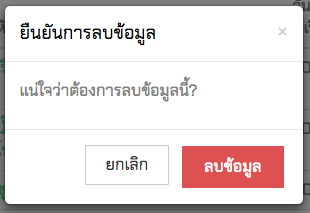 ยืนยันการลบข้อมูล
×
แน่ใจว่าต้องการลบข้อมูลนี้?
ยกเลิก
ลบข้อมูล